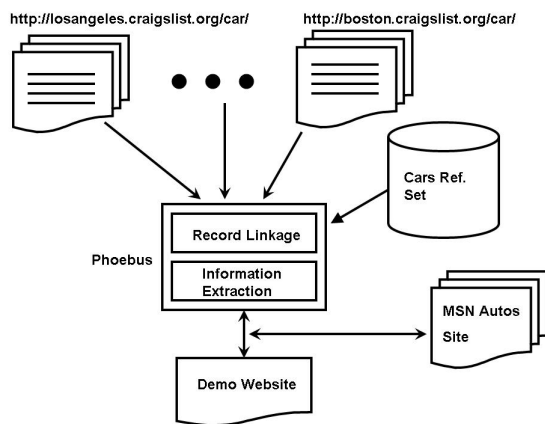 http://losangeles.craigslist.org/car/
http://boston.craigslist.org/car/
Cars Ref.
Set
Phoebus
Record Linkage
Information
Extraction
MSN Autos
Site
Demo Website